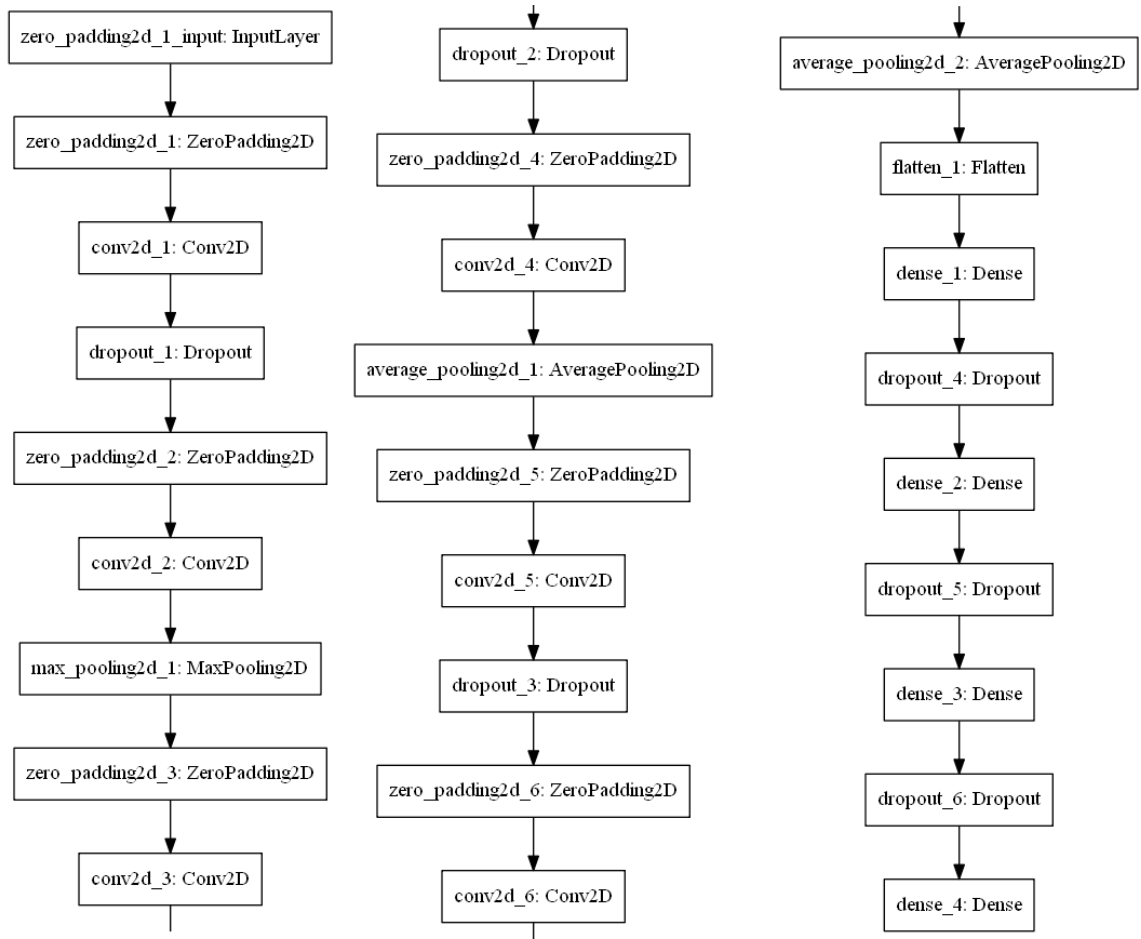 zero_padding2d_1_input: InputLayer
zero_padding2d_1: ZeroPadding2D
conv2d_1: Conv2D
dropout_1: Dropout
zero_padding2d_2: ZeroPadding2D
conv2d_2: Conv2D
max_pooling2d_1: MaxPooling2D
zero_padding2d_3: ZeroPadding2D
conv2d_3: Conv2D
dropout_2: Dropout
zero_padding2d_4: ZeroPadding2D
conv2d_4: Conv2D
average_pooling2d_1: AveragePooling2D
zero_padding2d_5: ZeroPadding2D
conv2d_5: Conv2D
dropout_3: Dropout
zero_padding2d_6: ZeroPadding2D
conv2d_6: Conv2D
average_pooling2d_2: AveragePooling2D
flatten_1: Flatten
dense_1: Dense
dropout_4: Dropout
dense_2: Dense
dropout_5: Dropout
dense_3: Dense
dropout_6: Dropout
dense_4: Dense